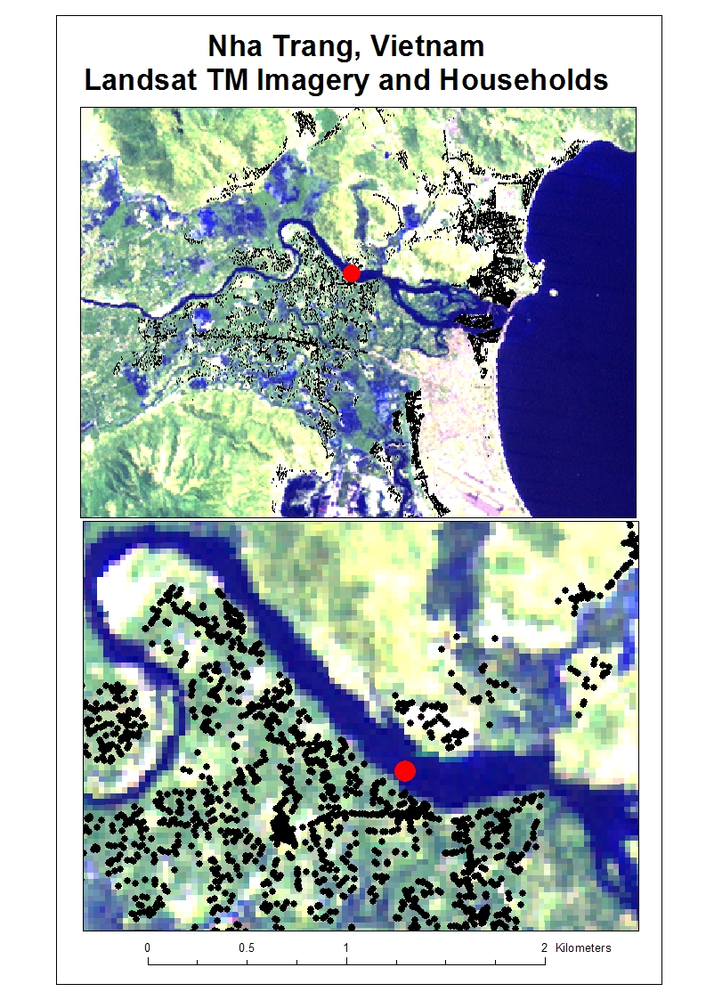 Nha Trang, Vietnam
Landsat TM Imagery and Households
0 0.5 1 2 Kilometers